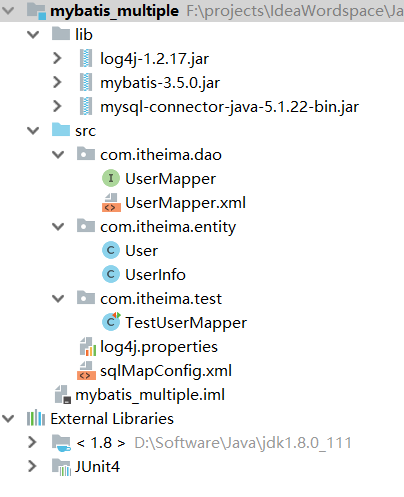 mybatis_multiple F:\projects\IdeaWordspace\Ja
lib
log4j-1.2.17.jar
mybatis-3.5.0.jar
mysql-connector-java-5.1.22-bin.jar
src
com.itheima.dao
UserMapper
UserMapper.xml
com.itheima.entity
User
UserInfo
com.itheima.test
TestUserMapper
log4j.properties
sqlMapConfig.xml
mybatis_multiple.iml
External Libraries
< 1.8 > D:\Software\Java\jdk1.8.0_111
JUnit4